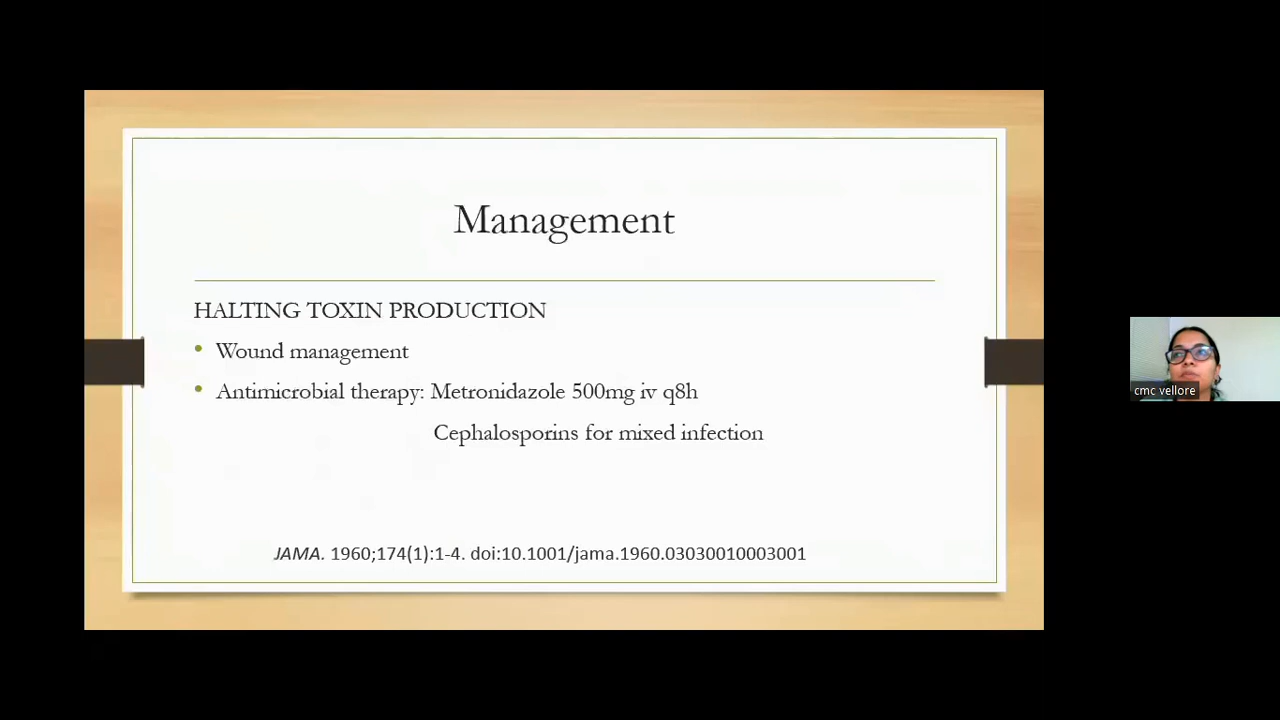 Management
HALTING TOXIN PRODUCTION
• Wound management
• Antimicrobial therapy: Metronidazole 500mg iv q8h
Cephalosporins for mixed infection
JAMA. 1960;174(1):1-4. doi:10.1001/jama.1960.03030010003001
cmc vellore